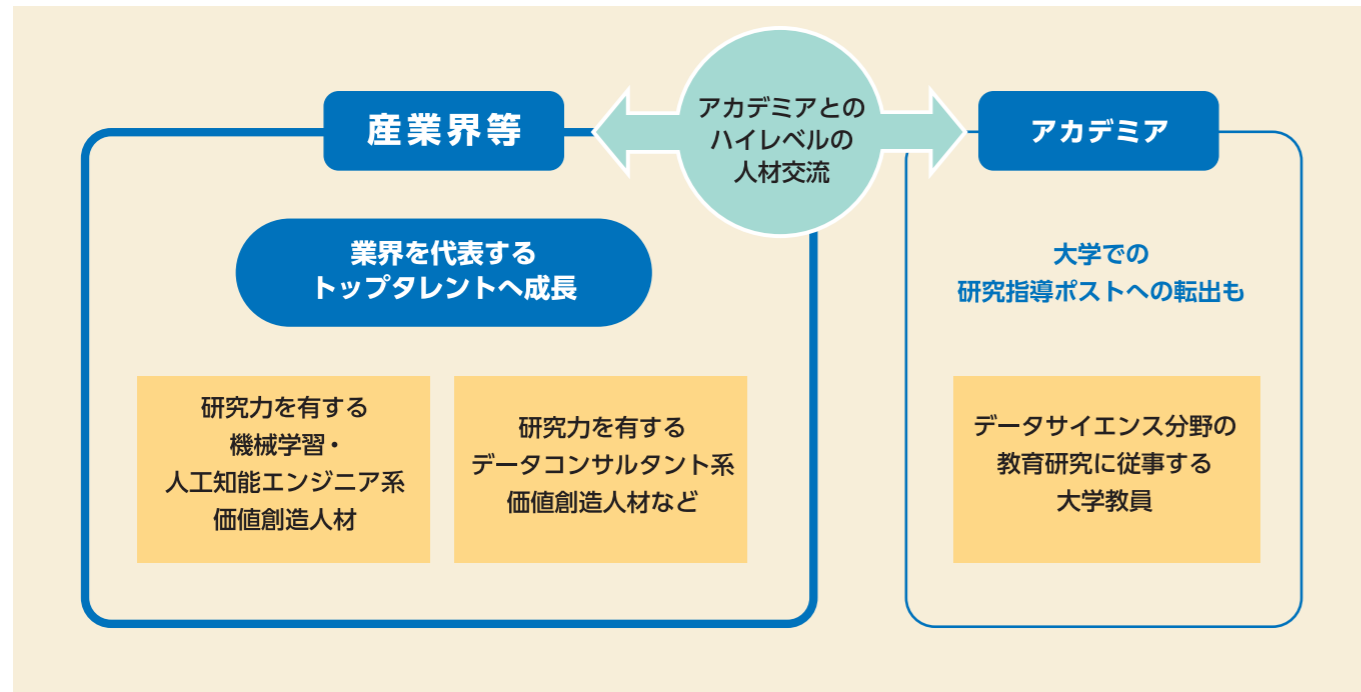 産業界等
アカデミアとの
ハイレベルの
人材交流
アカデミア
業界を代表する
トップタレントへ成長
大学での
研究指導ポストへの転出も
研究力を有する
機械学習・
人工知能エンジニア系
価値創造人材
研究力を有する
データコンサルタント系
価値創造人材など
データサイエンス分野の
教育研究に従事する
大学教員